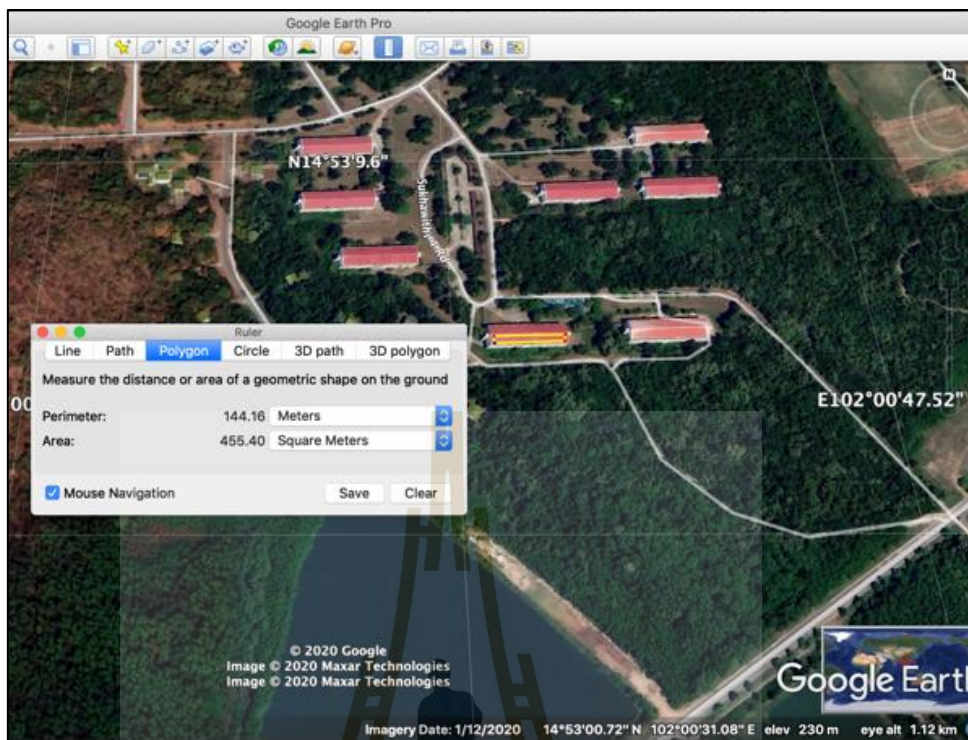 Google Earth Pro
N
N14°53'9.6"
Ruler
Line Path Polygon Circle 3D path 3D polygon
Measure the distance or area of a geometric shape on the ground
Perimeter: 144.16 Meters
Area: 455.40 Square Meters
Mouse Navigation Save Clear
00
E102°00'47.52"
© 2020 Google
Image © 2020 Maxar Technologies
Image © 2020 Maxar Technologies
Google Earth
Imagery Date: 1/12/2020 14°53'00.72" N 102°00'31.08" E elev 230 m eye alt 1.12 km